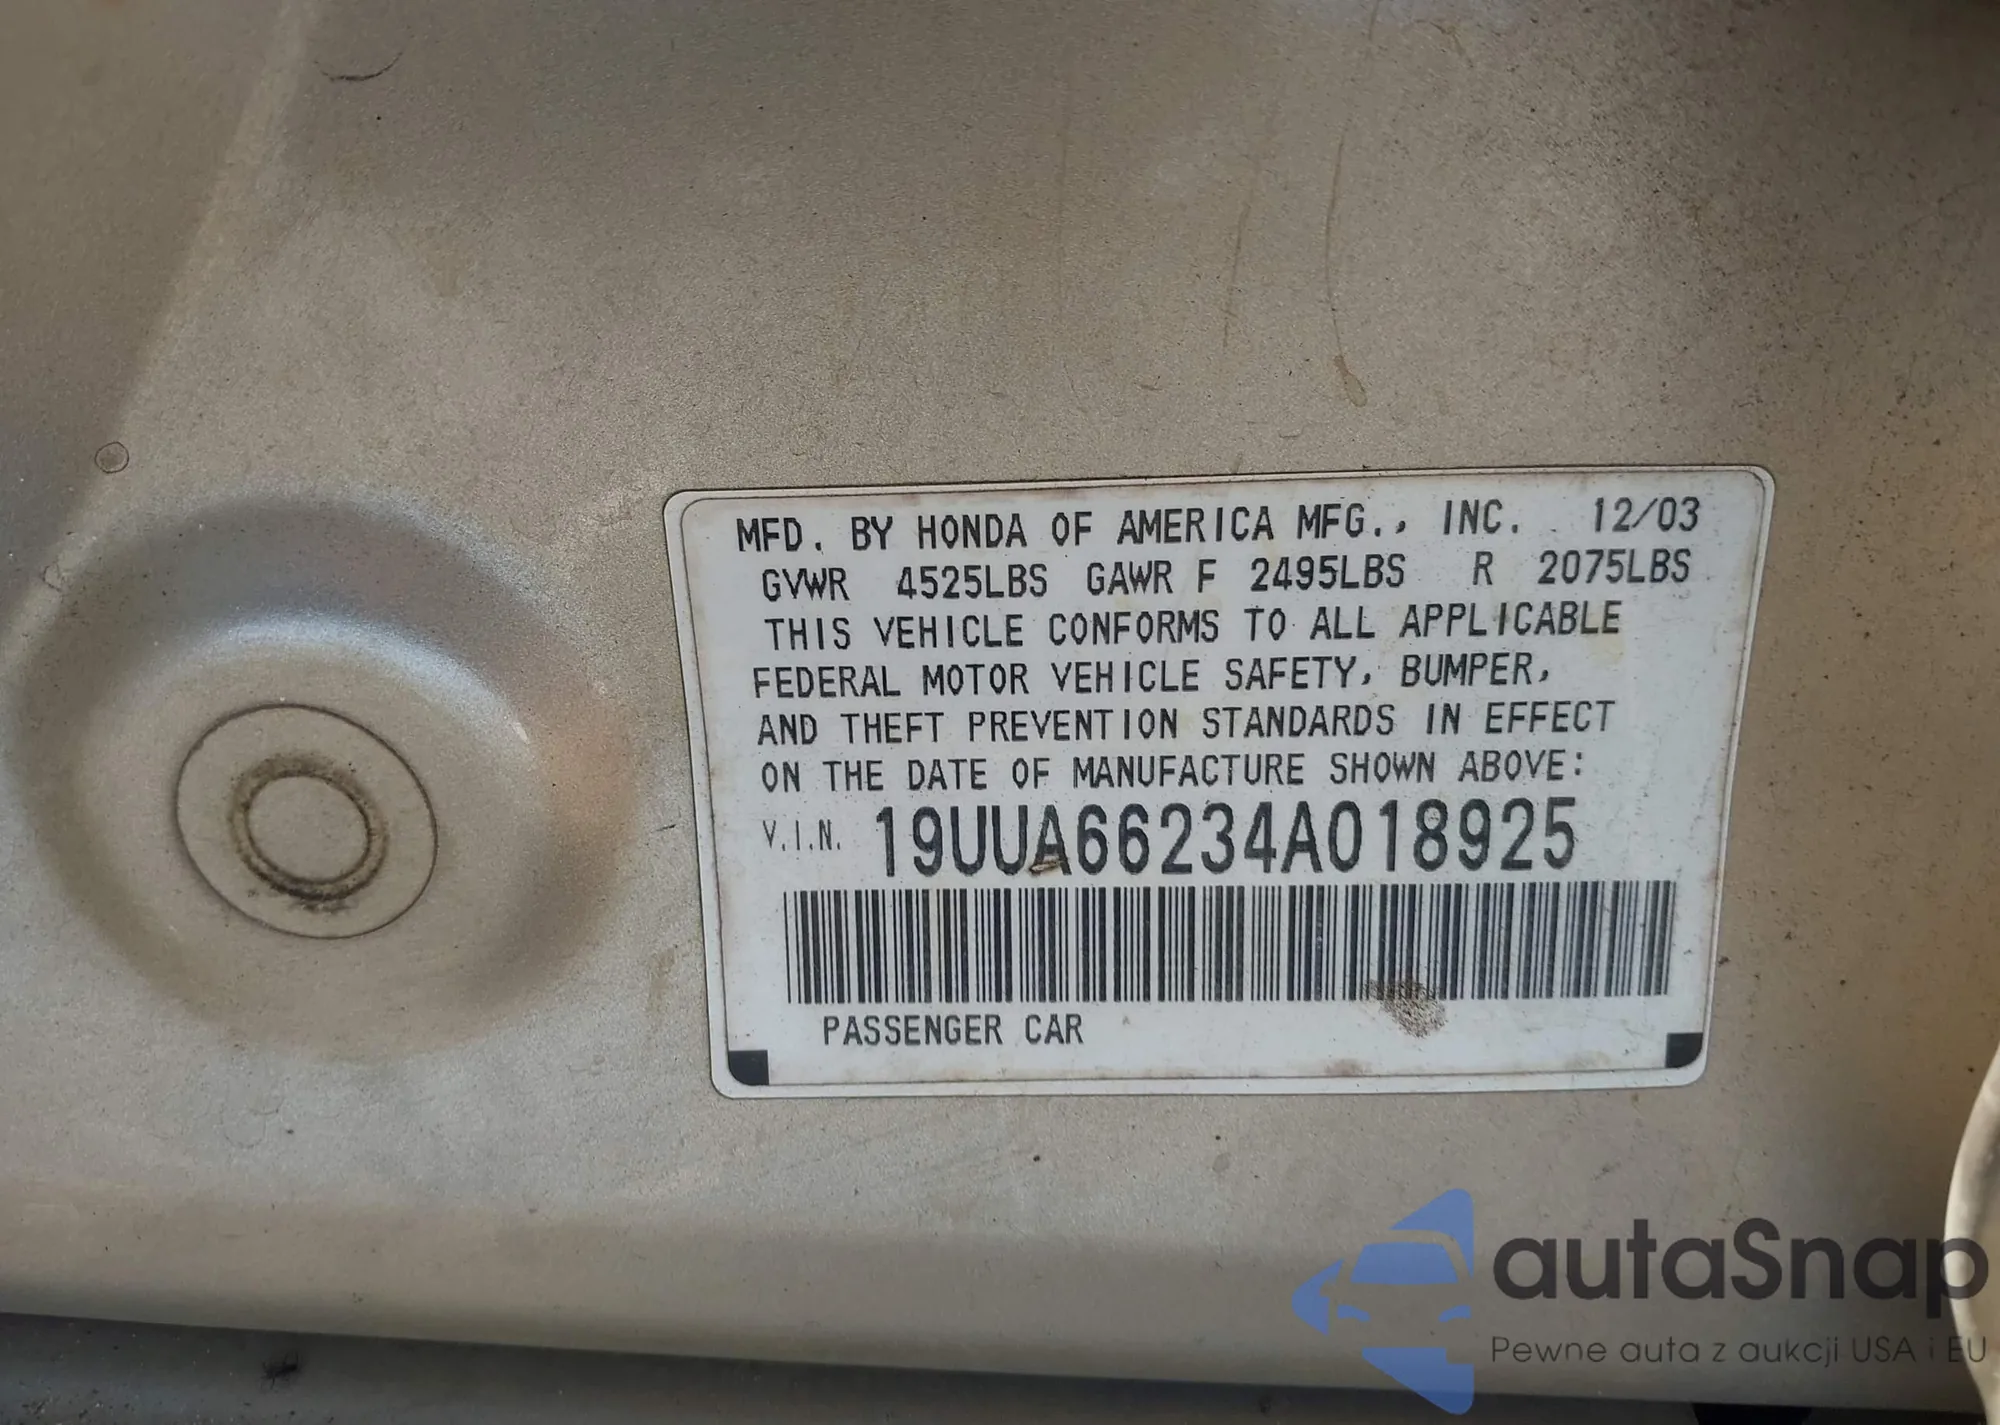 MFD. BY HONDA OF AMERICA MFG., INC. 12/03
GVWR 4525LBS GAWR F 2495LBS R 2075LBS
THIS VEHICLE CONFORMS TO ALL APPLICABLE
FEDERAL MOTOR VEHICLE SAFETY, BUMPER,
AND THEFT PREVENTION STANDARDS IN EFFECT
ON THE DATE OF MANUFACTURE SHOWN ABOVE:
V.I.N. 19UUA66234A018925
PASSENGER CAR
autaSnap
Pewne auta z aukcji USA i EU